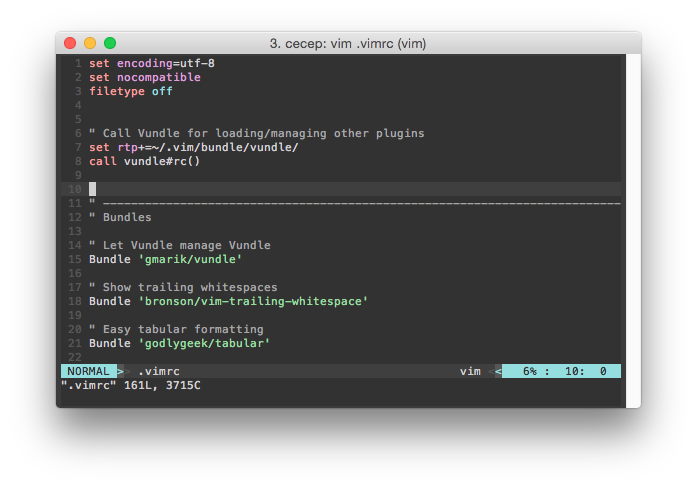 3. cecep: vim .vimrc (vim)
1 set encoding=utf-8
2 set nocompatible
3 filetype off
4
5
6 " Call Vundle for loading/managing other plugins
7 set rtp+=~/.vim/bundle/vundle/
8 call vundle#rc()
9
10
11 " --------------------------------------------------------------------------
12 " Bundles
13
14 " Let Vundle manage Vundle
15 Bundle 'gmarik/vundle'
16
17 " Show trailing whitespaces
18 Bundle 'bronson/vim-trailing-whitespace'
19
20 " Easy tabular formatting
21 Bundle 'godlygeek/tabular'
22
NORMAL >> .vimrc vim << 6% : 10: 0
".vimrc" 161L, 3715C